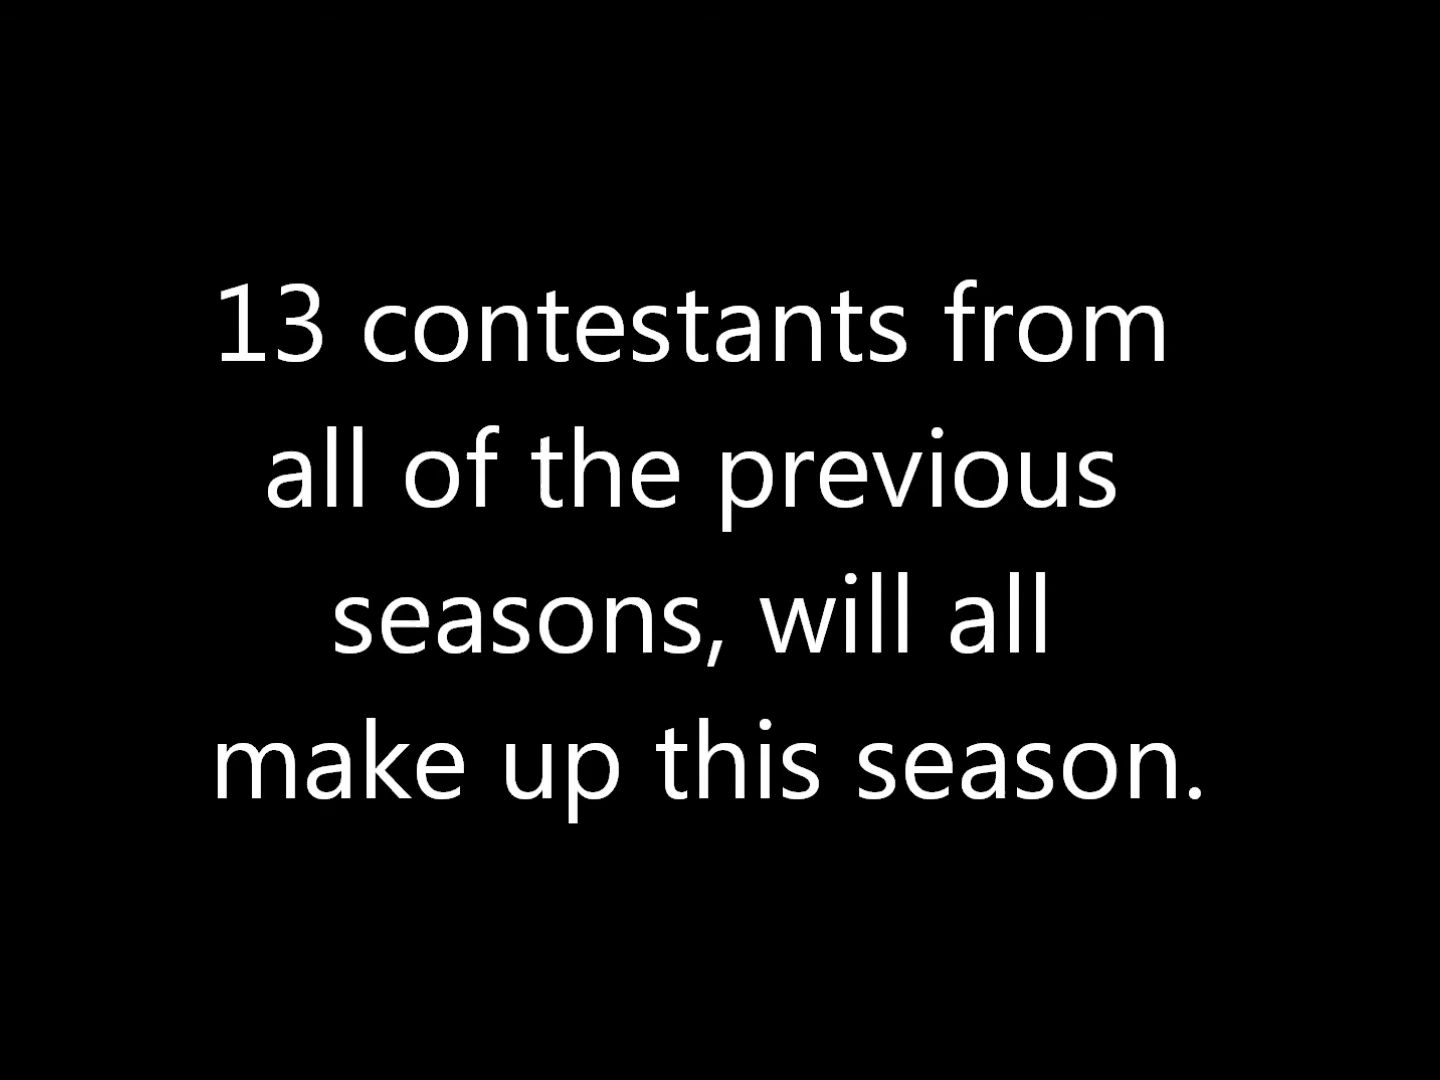 13 contestants from
all of the previous
seasons, will all
make up this season.